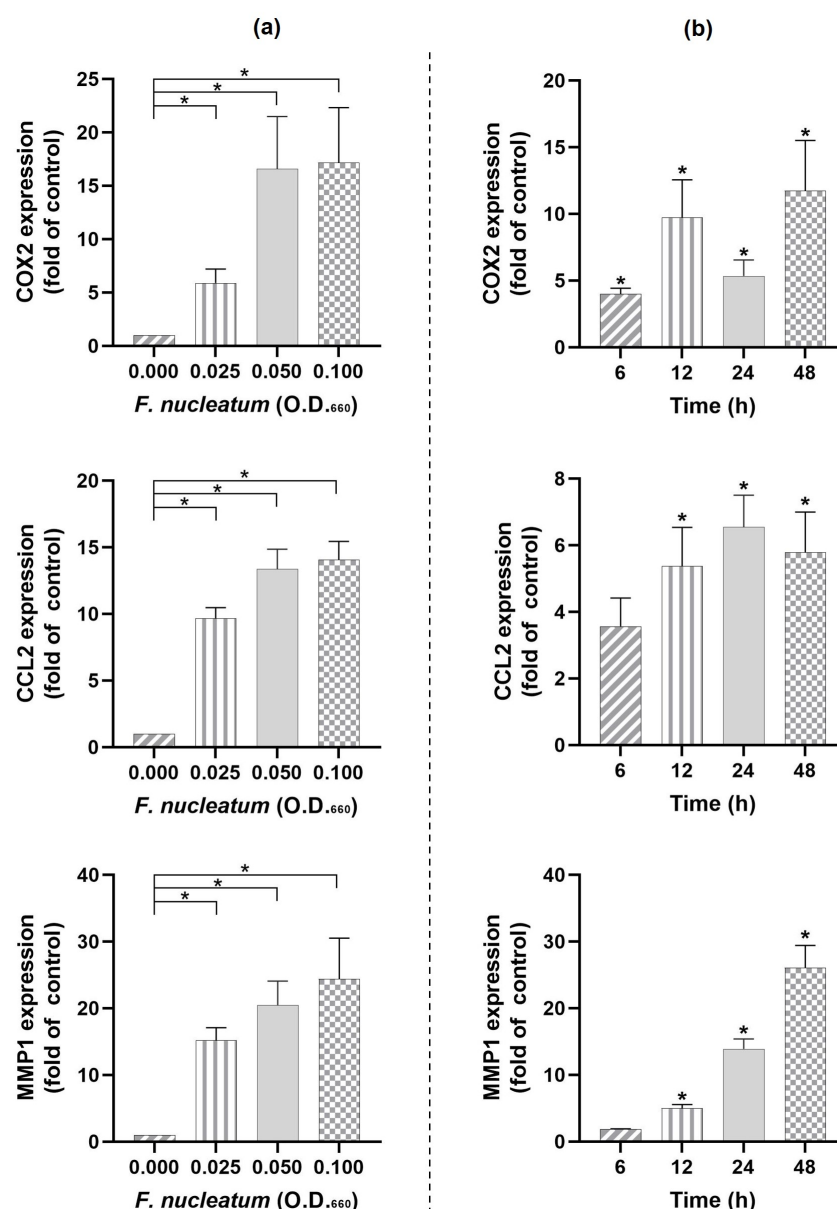 (a)
(b)
COX2 expression
(fold of control)
25
20
15
10
5
0
* * *
0.000 0.025 0.050 0.100
F. nucleatum (O.D.660)
COX2 expression
(fold of control)
20
15
10
5
0
* * * *
6 12 24 48
Time (h)
CCL2 expression
(fold of control)
20
15
10
5
0
* * *
0.000 0.025 0.050 0.100
F. nucleatum (O.D.660)
CCL2 expression
(fold of control)
8
6
4
2
0
* * *
6 12 24 48
Time (h)
MMP1 expression
(fold of control)
40
30
20
10
0
* * *
0.000 0.025 0.050 0.100
F. nucleatum (O.D.660)
MMP1 expression
(fold of control)
40
30
20
10
0
* * *
6 12 24 48
Time (h)